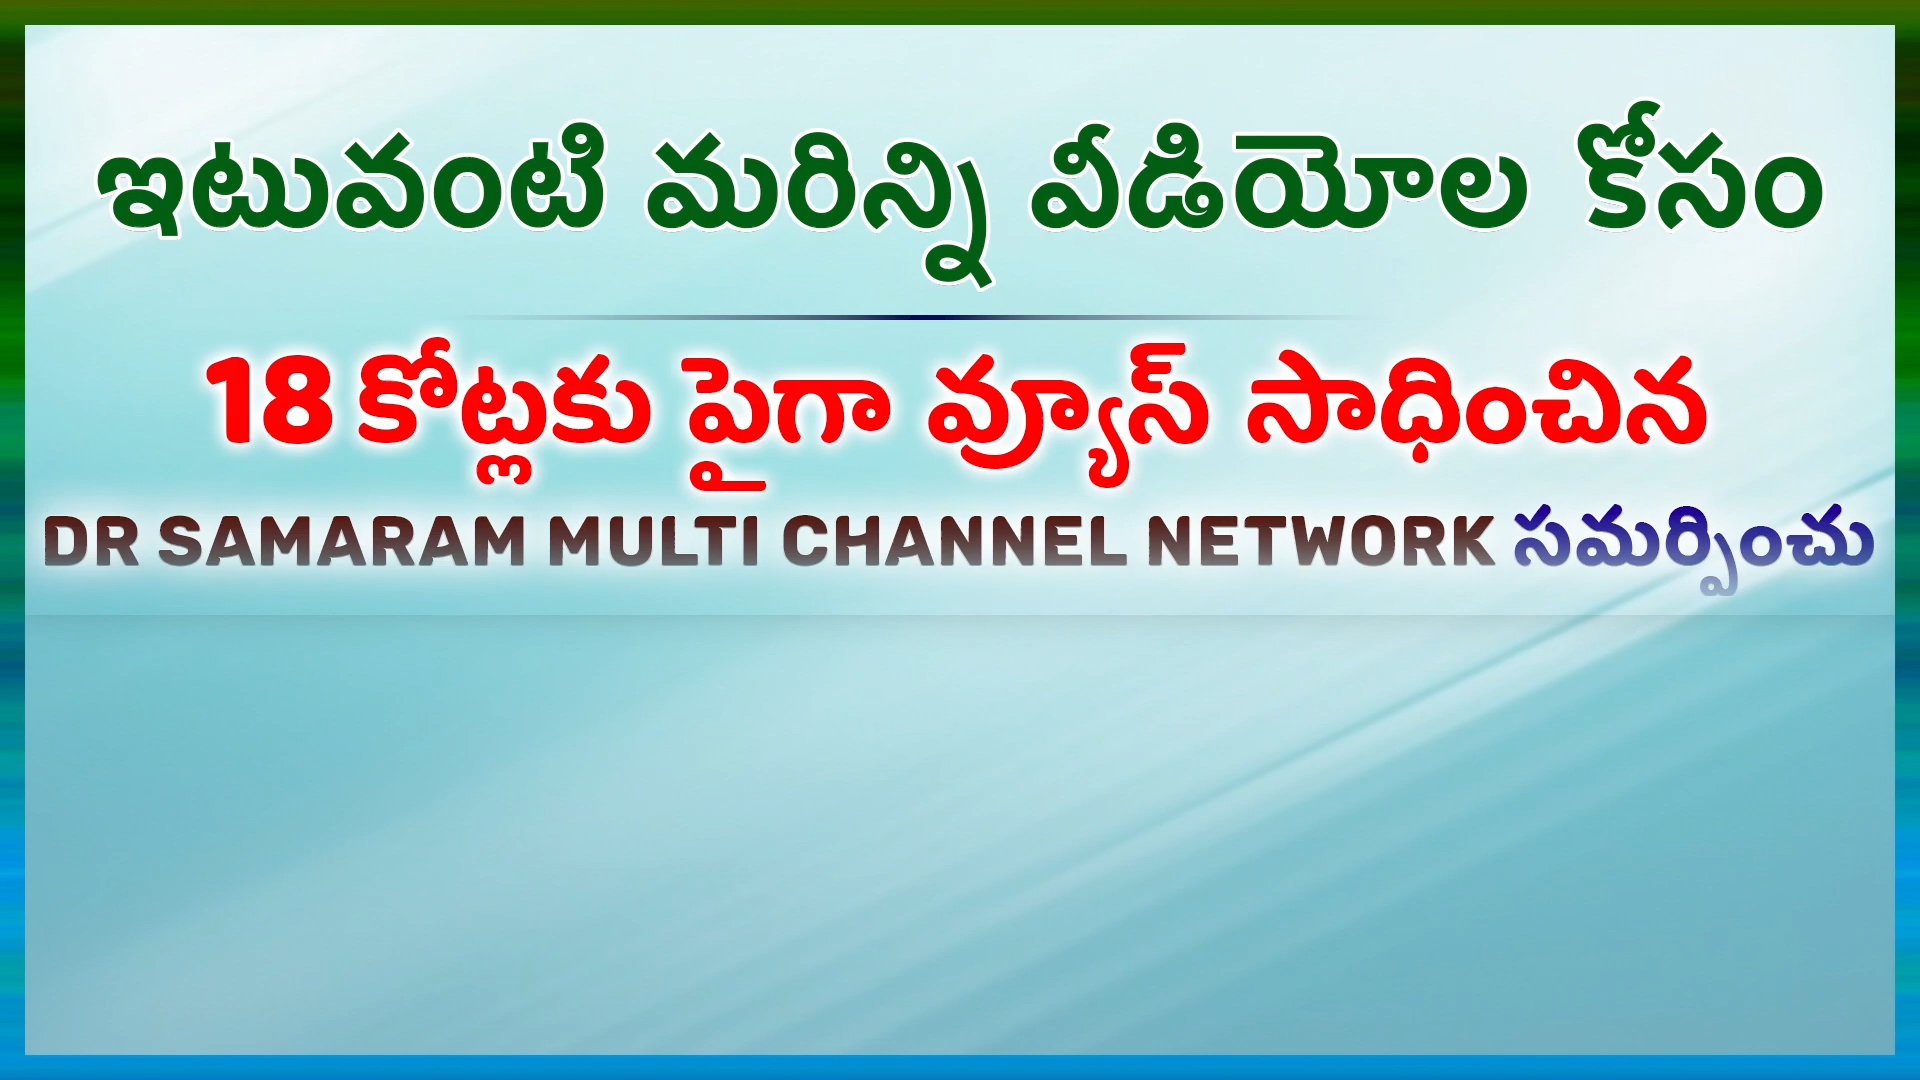 ఇటువంటి మరిన్ని వీడియోల కోసం
18 కోట్లకు పైగా వ్యూస్ సాధించిన
DR SAMARAM MULTI CHANNEL NETWORK సమర్పించు